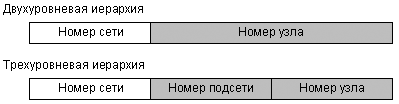 Двухуровневая иерархия
Номер сети Номер узла
Трехуровневая иерархия
Номер сети Номер подсети Номер узла